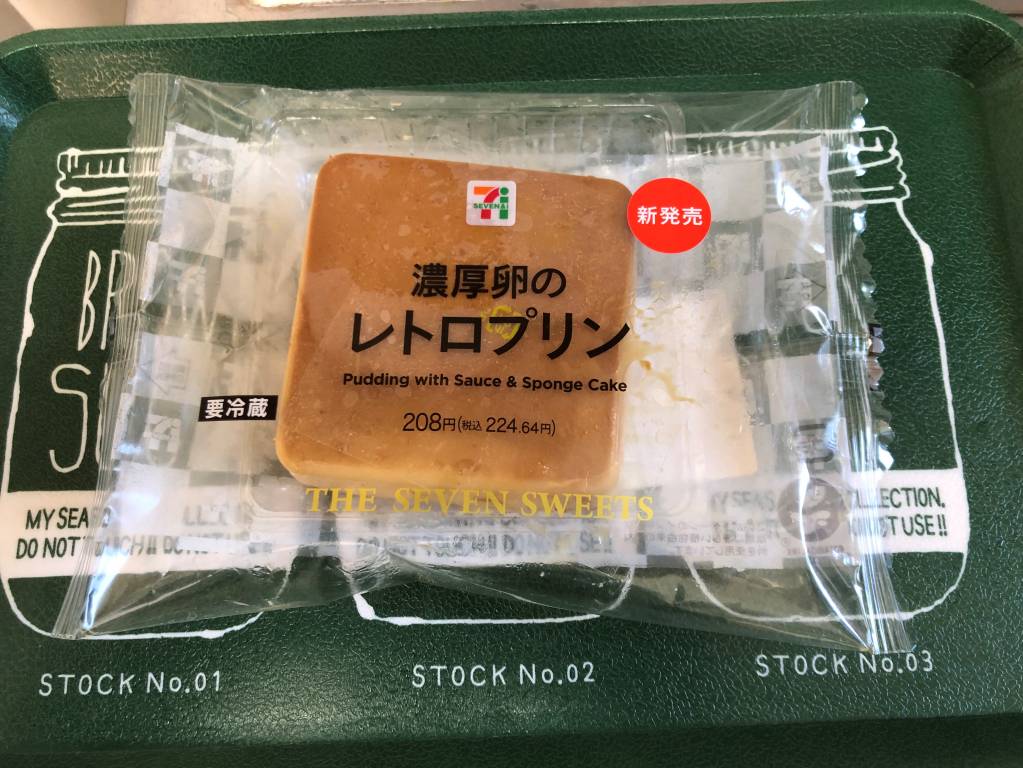 SEVEN&i
新発売
濃厚卵の
レトロプリン
Pudding with Sauce & Sponge Cake
要冷蔵
208円(税込 224.64円)
THE SEVEN SWEETS
MY SEAS
DO NOT
LLECTION.
T USE!!
STOCK No.01
STOCK No.02
STOCK No.03